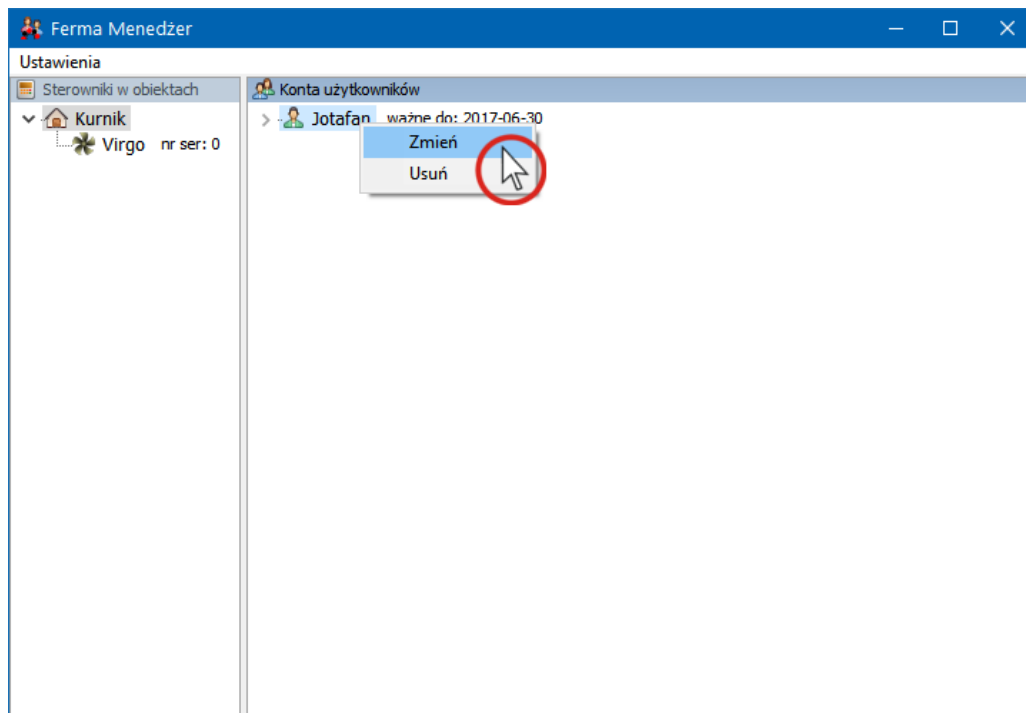 Ferma Menedżer
Ustawienia
Sterowniki w obiektach
Kurnik
Virgo nr ser: 0
Konta użytkowników
Jotafan ważne do: 2017-06-30
Zmień
Usuń